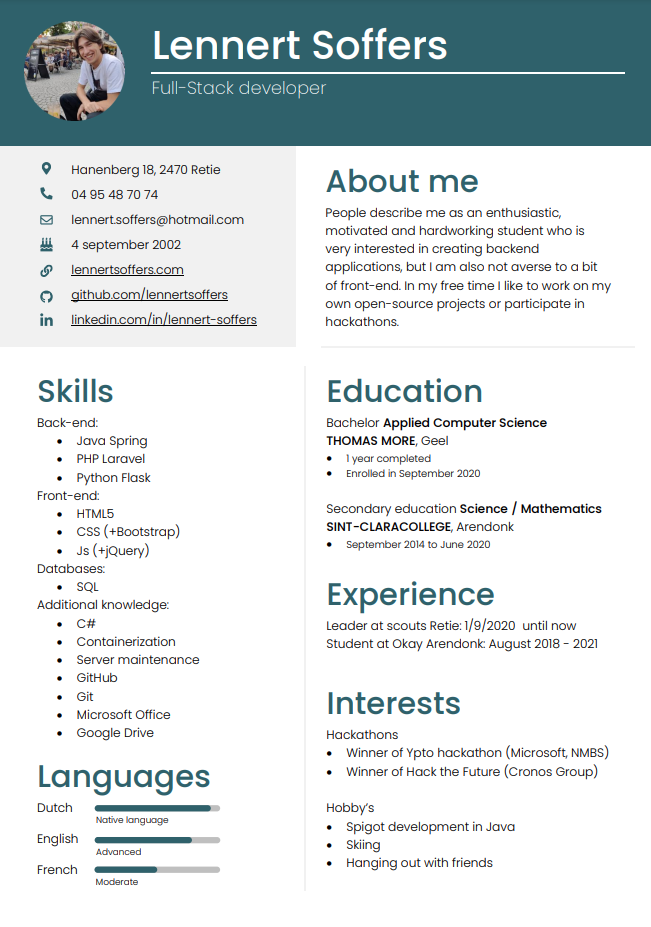 Lennert Soffers
Full-Stack developer
Hanenberg 18, 2470 Retie
04 95 48 70 74
lennert.soffers@hotmail.com
4 september 2002
lennertsoffers.com
github.com/lennertsoffers
linkedin.com/in/lennert-soffers
About me
People describe me as an enthusiastic,
motivated and hardworking student who is
very interested in creating backend
applications, but I am also not averse to a bit
of front-end. In my free time I like to work on my
own open-source projects or participate in
hackathons.
Skills
Back-end:
• Java Spring
• PHP Laravel
• Python Flask
Front-end:
• HTML5
• CSS (+Bootstrap)
• Js (+jQuery)
Databases:
• SQL
Additional knowledge:
• C#
• Containerization
• Server maintenance
• GitHub
• Git
• Microsoft Office
• Google Drive
Languages
Dutch
Native language
English
Advanced
French
Moderate
Education
Bachelor Applied Computer Science
THOMAS MORE, Geel
• 1 year completed
• Enrolled in September 2020
Secondary education Science / Mathematics
SINT-CLARACOLLEGE, Arendonk
• September 2014 to June 2020
Experience
Leader at scouts Retie: 1/9/2020 until now
Student at Okay Arendonk: August 2018 - 2021
Interests
Hackathons
• Winner of Ypto hackathon (Microsoft, NMBS)
• Winner of Hack the Future (Cronos Group)
Hobby's
• Spigot development in Java
• Skiing
• Hanging out with friends